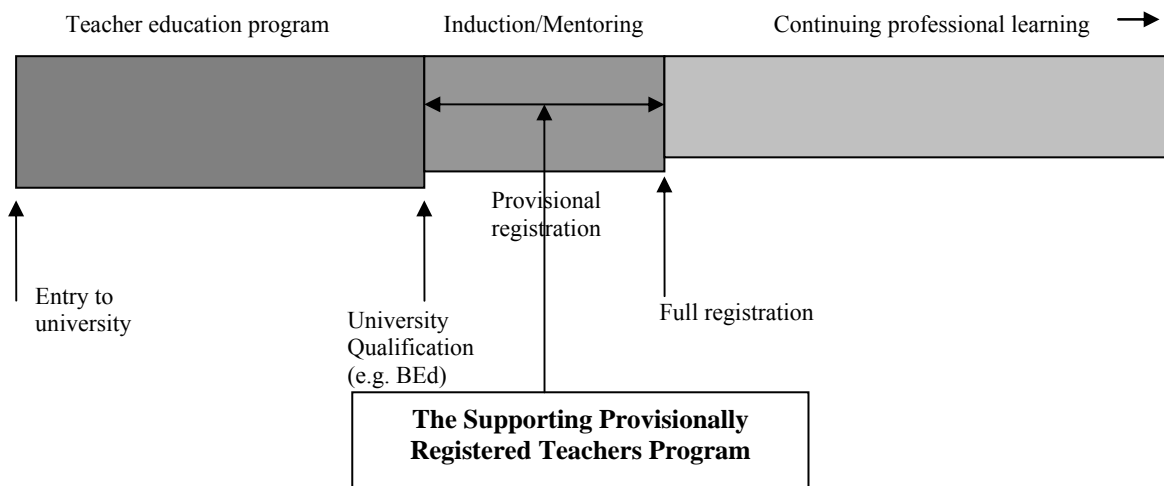 Teacher education program
Induction/Mentoring
Continuing professional learning
Provisional
registration
Entry to
university
University
Qualification
(e.g. BEd)
Full registration
The Supporting Provisionally
Registered Teachers Program